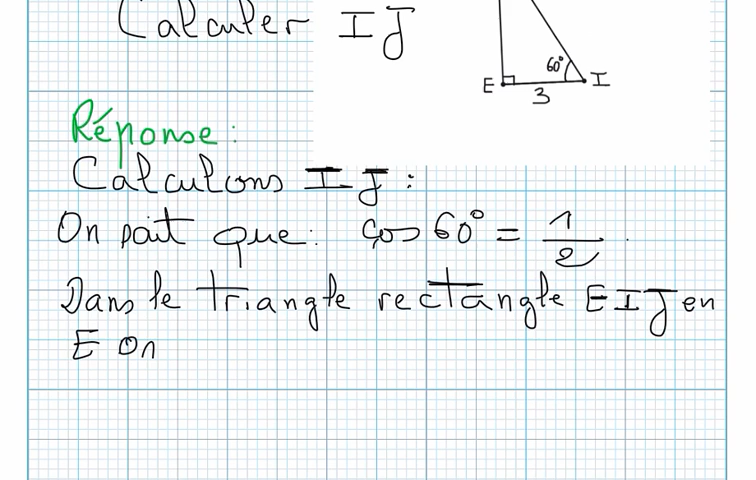 Calculer IJ
60°
E
I
3
Réponse:
Calculons IJ:
On sait que: cos 60° = 1/2.
Dans le triangle rectangle EIJ en
E on